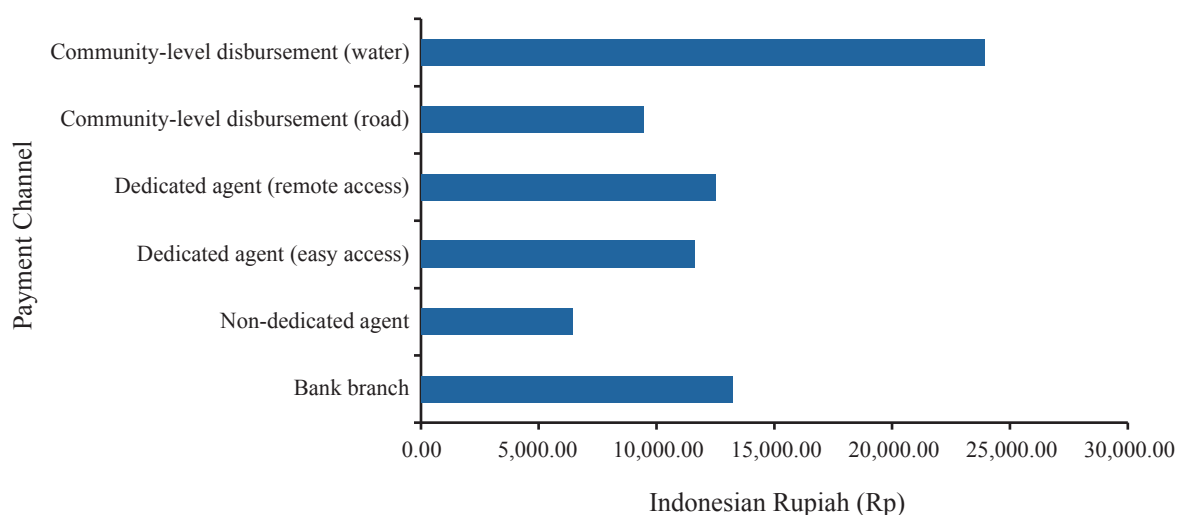 Community-level disbursement (water)
Community-level disbursement (road)
Dedicated agent (remote access)
Dedicated agent (easy access)
Non-dedicated agent
Bank branch
Payment Channel
0.00 5,000.00 10,000.00 15,000.00 20,000.00 25,000.00 30,000.00
Indonesian Rupiah (Rp)